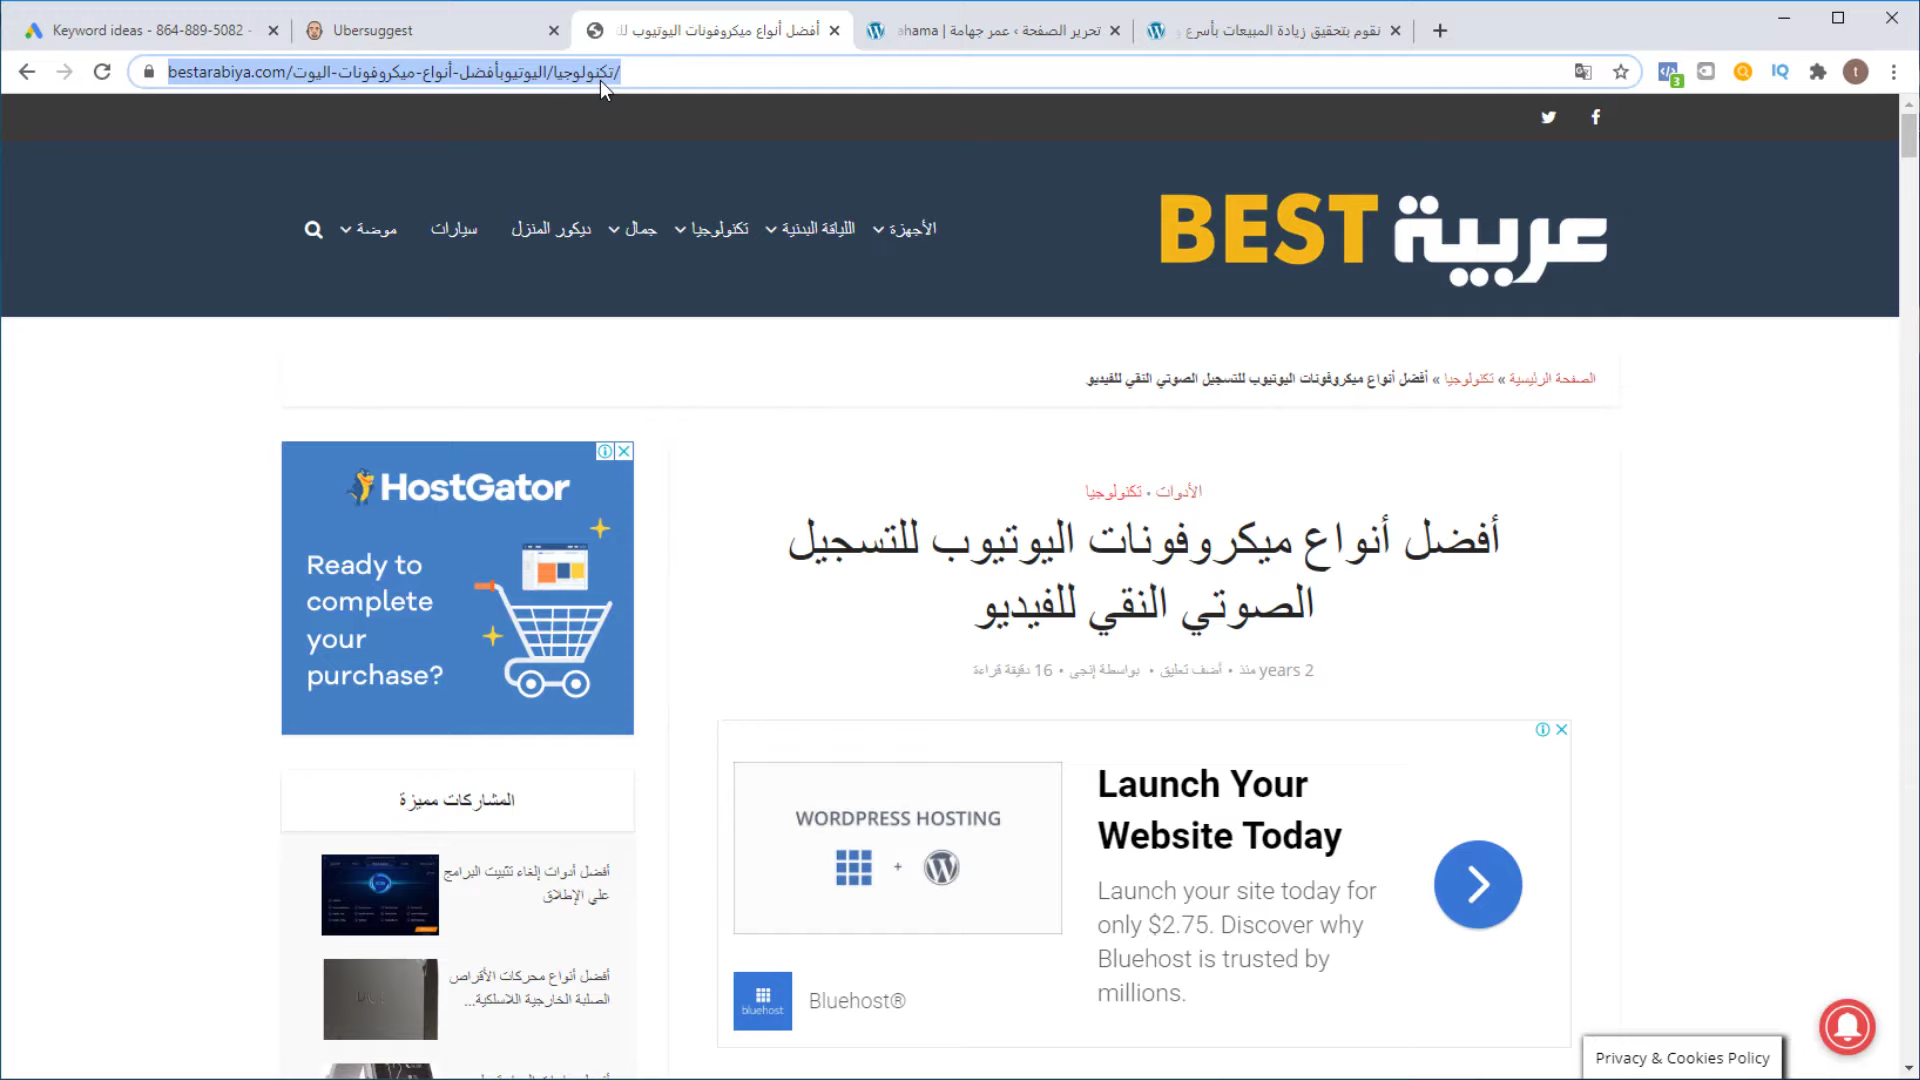 Keyword ideas - 864-889-5082 -
Ubersuggest
أفضل أنواع ميكروفونات اليوتيوب لل
تحرير الصفحة ‹ عمر جهامة | ahama
نقوم بتحقيق زيادة المبيعات بأسرع و
bestarabiya.com/تكنولوجيا/اليوتيوبأفضل-أنواع-ميكروفونات-اليوت/
3
IQ
t
BEST عربية
الأجهزة
اللياقة البدنية
تكنولوجيا
جمال
ديكور المنزل
سيارات
موضة
الصفحة الرئيسية » تكنولوجيا » أفضل أنواع ميكروفونات اليوتيوب للتسجيل الصوتي النقي للفيديو
الأدوات • تكنولوجيا
أفضل أنواع ميكروفونات اليوتيوب للتسجيل
الصوتي النقي للفيديو
2 years منذ • أضف تعليق • بواسطة إنجي • 16 دقيقة قراءة
HostGator
Ready to
complete
your
purchase?
المشاركات مميزة
أفضل أدوات إلغاء تثبيت البرامج
على الإطلاق
أفضل أنواع محركات الأقراص
الصلبة الخارجية اللاسلكية...
WORDPRESS HOSTING
+
Launch Your
Website Today
Launch your site today for
only $2.75. Discover why
Bluehost is trusted by
millions.
bluehost
Bluehost®
Privacy & Cookies Policy